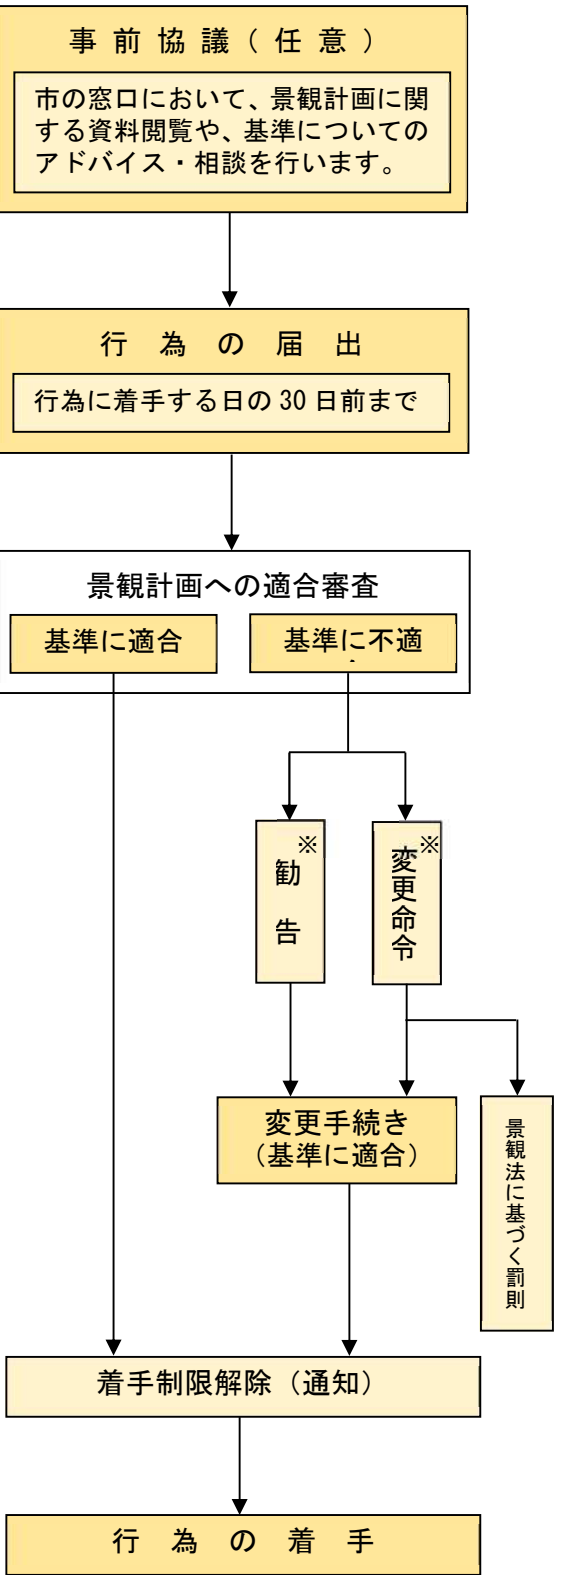 事前協議（任意）
市の窓口において、景観計画に関
する資料閲覧や、基準についての
アドバイス・相談を行います。
行為の届出
行為に着手する日の30日前まで
景観計画への適合審査
基準に適合
基準に不適
※
勧告
※
変更命令
変更手続き
（基準に適合）
景観法に基づく罰則
着手制限解除（通知）
行為の着手